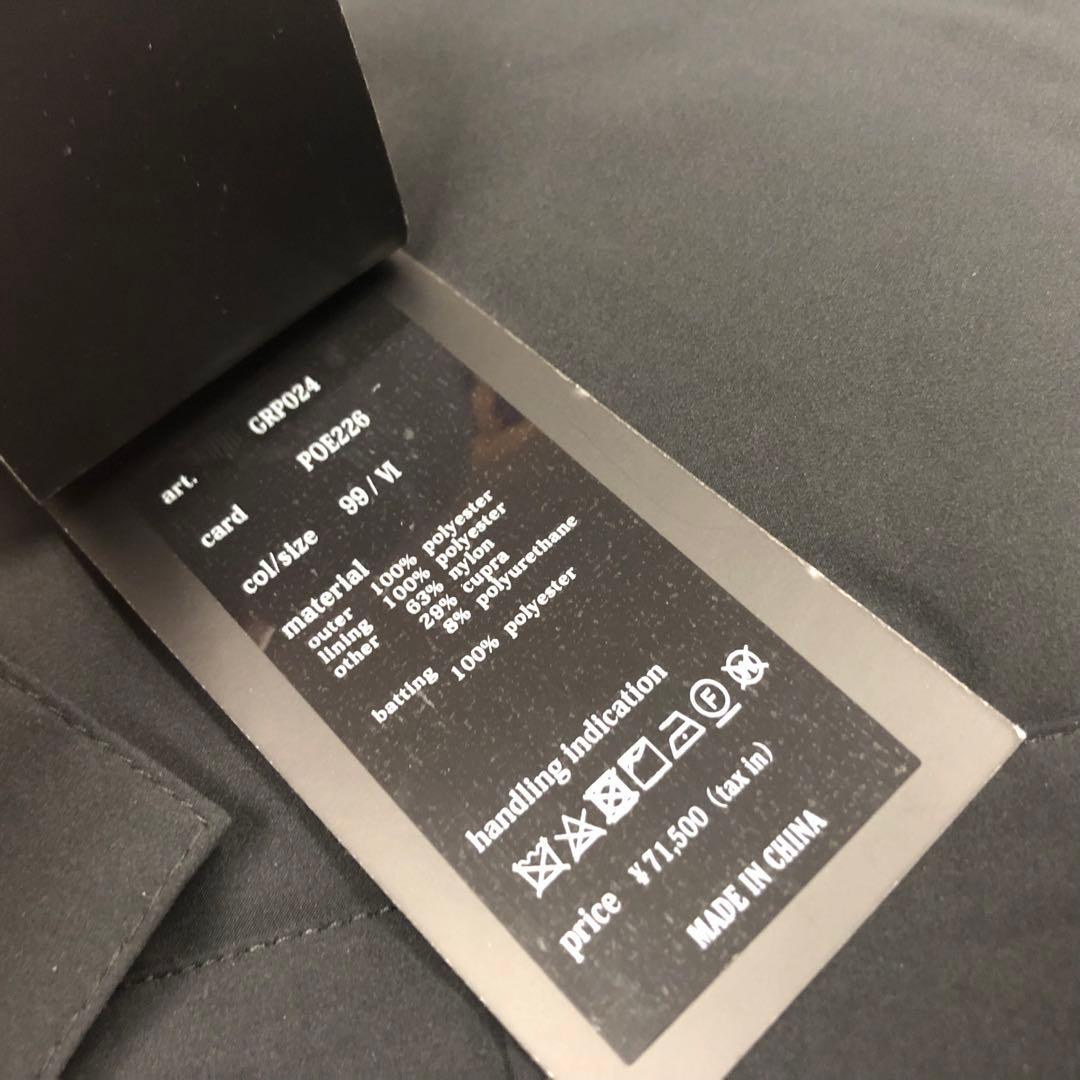 art. GRP024
card POE226
col/size 99 / VI
material
outer 100% polyester
lining 100% polyester
other 63% nylon
29% cupra
8% polyurethane
batting 100% polyester
handling indication
F W
price ¥71,500 (tax in)
MADE IN CHINA